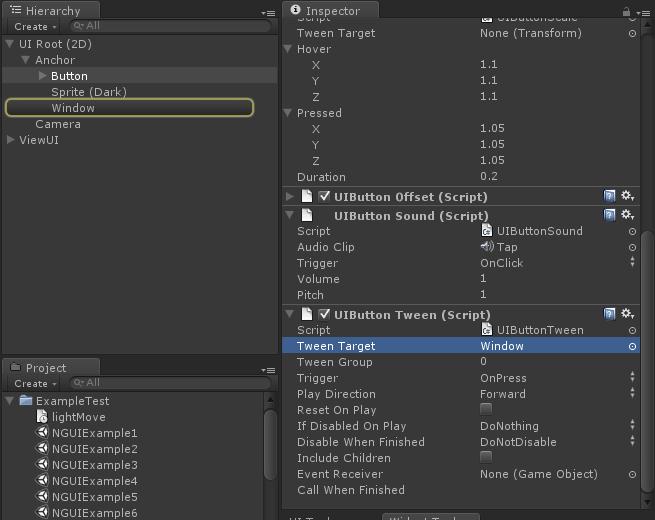 Hierarchy
Create
All
UI Root (2D)
Anchor
Button
Sprite (Dark)
Window
Camera
ViewUI
Project
Create
All
ExampleTest
lightMove
NGUIExample1
NGUIExample2
NGUIExample3
NGUIExample4
NGUIExample5
NGUIExample6
Inspector
Script UIButtonScale
Tween Target None (Transform)
Hover
X 1.1
Y 1.1
Z 1.1
Pressed
X 1.05
Y 1.05
Z 1.05
Duration 0.2
UIButton Offset (Script)
UIButton Sound (Script)
Script UIButtonSound
Audio Clip Tap
Trigger OnClick
Volume 1
Pitch 1
UIButton Tween (Script)
Script UIButtonTween
Tween Target Window
Tween Group 0
Trigger OnPress
Play Direction Forward
Reset On Play
If Disabled On Play DoNothing
Disable When Finished DoNotDisable
Include Children
Event Receiver None (Game Object)
Call When Finished